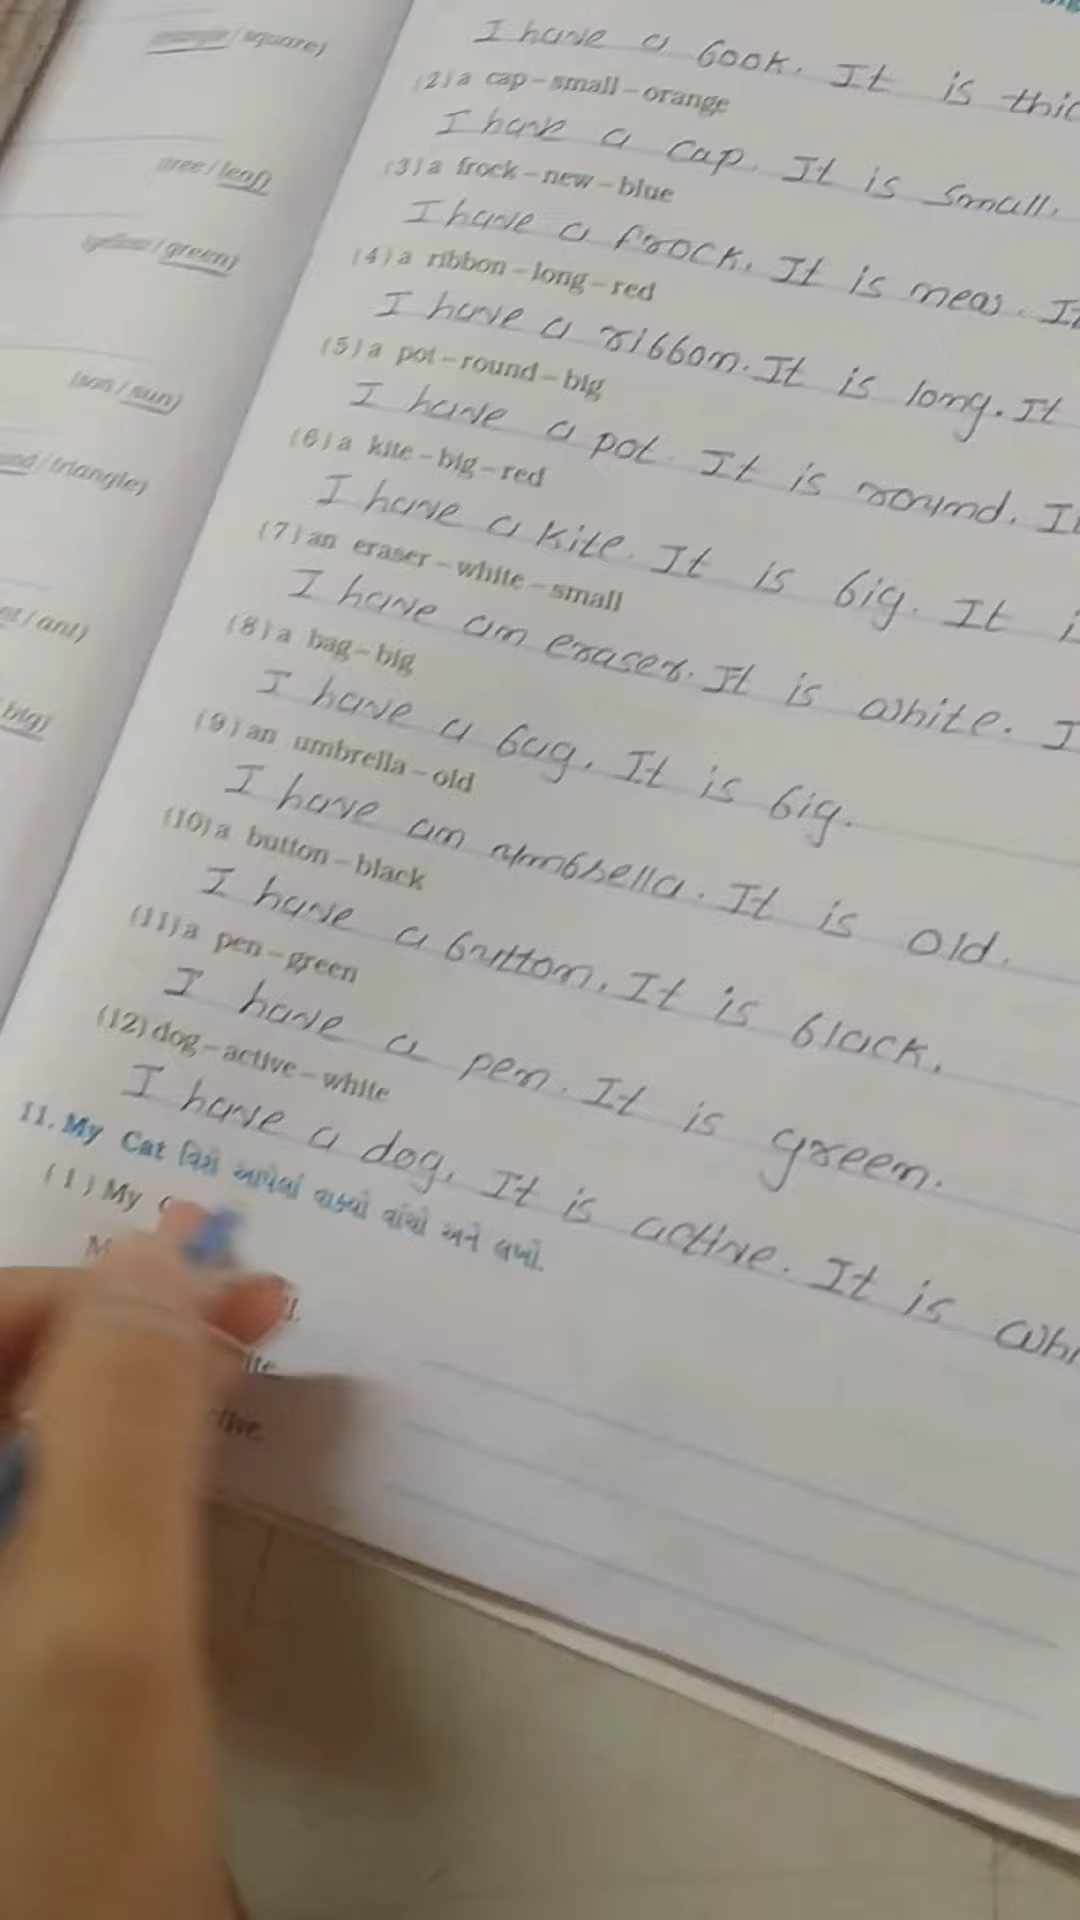 square)
leaf)
green)
sun)
/ triangle)
/ ant)
big)
I have a book. It is
(2) a cap – small – orange
I have a cap. It is small.
(3) a frock – new – blue
I have a frock. It is
(4) a ribbon – long – red
I have a ribbon. It is long. It
(5) a pot – round – big
I have a pot. It is round.
(6) a kite – big – red
I have a kite. It is big. It
(7) an eraser – white – small
I have an eraser. It is white.
(8) a bag – big
I have a bag. It is big.
(9) an umbrella – old
I have an umbrella. It is old.
(10) a button – black
I have a button. It is black.
(11) a pen – green
I have a pen. It is green.
(12) dog – active – white
I have a dog. It is active. It is
11. My Cat વિશે આપેલાં વાક્યો વાંચો અને લખો.
(1) My